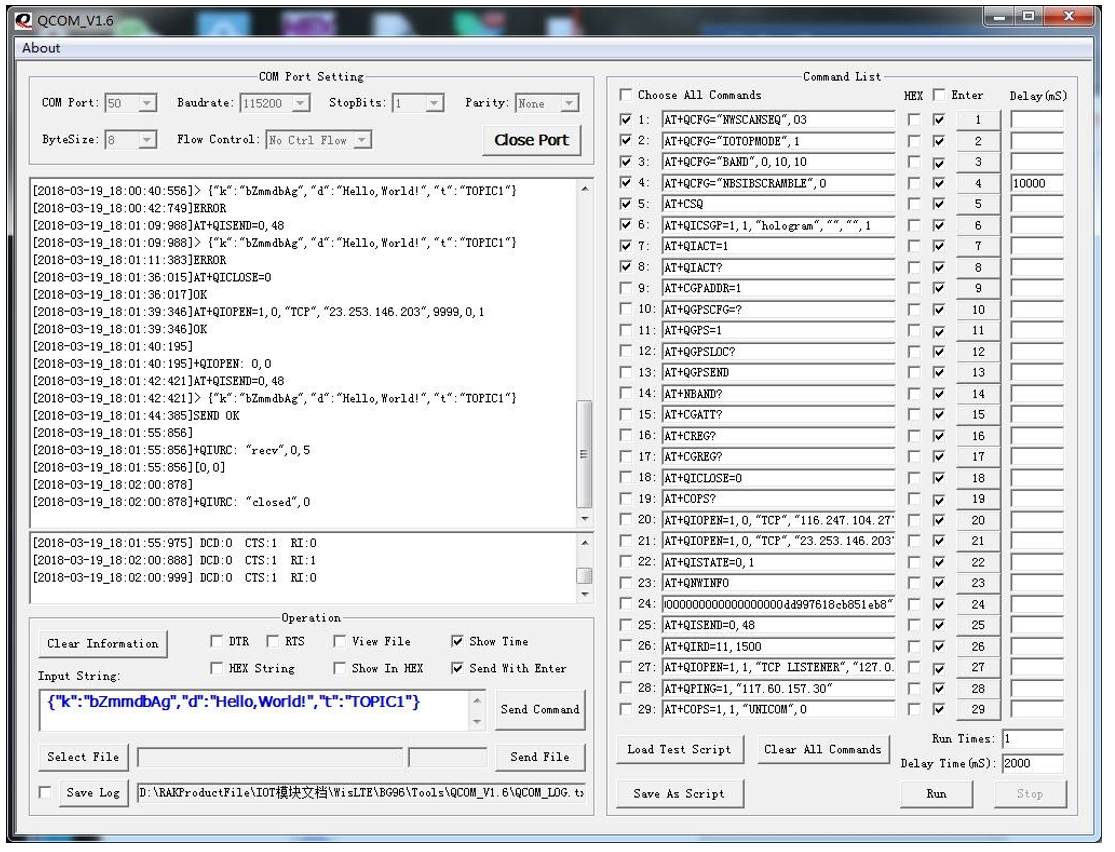 QCOM_V1.6
About
COM Port Setting
COM Port: 50 Baudrate: 115200 StopBits: 1 Parity: None
ByteSize: 8 Flow Control: No Ctrl Flow Close Port
[2018-03-19_18:00:40:556]> {"k":"bZmmdbAg","d":"Hello,World!","t":"TOPIC1"}
[2018-03-19_18:00:42:749]ERROR
[2018-03-19_18:01:09:988]AT+QISEND=0,48
[2018-03-19_18:01:09:988]> {"k":"bZmmdbAg","d":"Hello,World!","t":"TOPIC1"}
[2018-03-19_18:01:11:383]ERROR
[2018-03-19_18:01:36:015]AT+QICLOSE=0
[2018-03-19_18:01:36:017]OK
[2018-03-19_18:01:39:346]AT+QIOPEN=1,0,"TCP","23.253.146.203",9999,0,1
[2018-03-19_18:01:39:346]OK
[2018-03-19_18:01:40:195]
[2018-03-19_18:01:40:195]+QIOPEN: 0,0
[2018-03-19_18:01:42:421]AT+QISEND=0,48
[2018-03-19_18:01:42:421]> {"k":"bZmmdbAg","d":"Hello,World!","t":"TOPIC1"}
[2018-03-19_18:01:44:385]SEND OK
[2018-03-19_18:01:55:856]
[2018-03-19_18:01:55:856]+QIURC: "recv",0,5
[2018-03-19_18:01:55:856][0,0]
[2018-03-19_18:02:00:878]
[2018-03-19_18:02:00:878]+QIURC: "closed",0
[2018-03-19_18:01:55:975] DCD:0 CTS:1 RI:0
[2018-03-19_18:02:00:888] DCD:0 CTS:1 RI:1
[2018-03-19_18:02:00:999] DCD:0 CTS:1 RI:0
Operation
Clear Information DTR RTS View File Show Time
HEX String Show In HEX Send With Enter
Input String:
{"k":"bZmmdbAg","d":"Hello,World!","t":"TOPIC1"}
Send Command
Select File Send File
Save Log D:\RAKProductFile\IOT模块文档\WisLTE\BG96\Tools\QCOM_V1.6\QCOM_LOG.tx
Command List
Choose All Commands HEX Enter Delay(mS)
1: AT+QCFG="NWSCANSEQ",03 1
2: AT+QCFG="IOTOPMODE",1 2
3: AT+QCFG="BAND",0,10,10 3
4: AT+QCFG="NBSIBSCRAMBLE",0 4 10000
5: AT+CSQ 5
6: AT+QICSGP=1,1,"hologram","","",1 6
7: AT+QIACT=1 7
8: AT+QIACT? 8
9: AT+CGPADDR=1 9
10: AT+QGPSCFG=? 10
11: AT+QGPS=1 11
12: AT+QGPSLOC? 12
13: AT+QGPSEND 13
14: AT+NBAND? 14
15: AT+CGATT? 15
16: AT+CREG? 16
17: AT+CGREG? 17
18: AT+QICLOSE=0 18
19: AT+COPS? 19
20: AT+QIOPEN=1,0,"TCP","116.247.104.27" 20
21: AT+QIOPEN=1,0,"TCP","23.253.146.203" 21
22: AT+QISTATE=0,1 22
23: AT+QNWINFO 23
24: 000000000000000000dd997618cb851eb8" 24
25: AT+QISEND=0,48 25
26: AT+QIRD=11,1500 26
27: AT+QIOPEN=1,1,"TCP LISTENER","127.0. 27
28: AT+QPING=1,"117.60.157.30" 28
29: AT+COPS=1,1,"UNICOM",0 29
Load Test Script Clear All Commands Run Times: 1
Delay Time(mS): 2000
Save As Script Run Stop